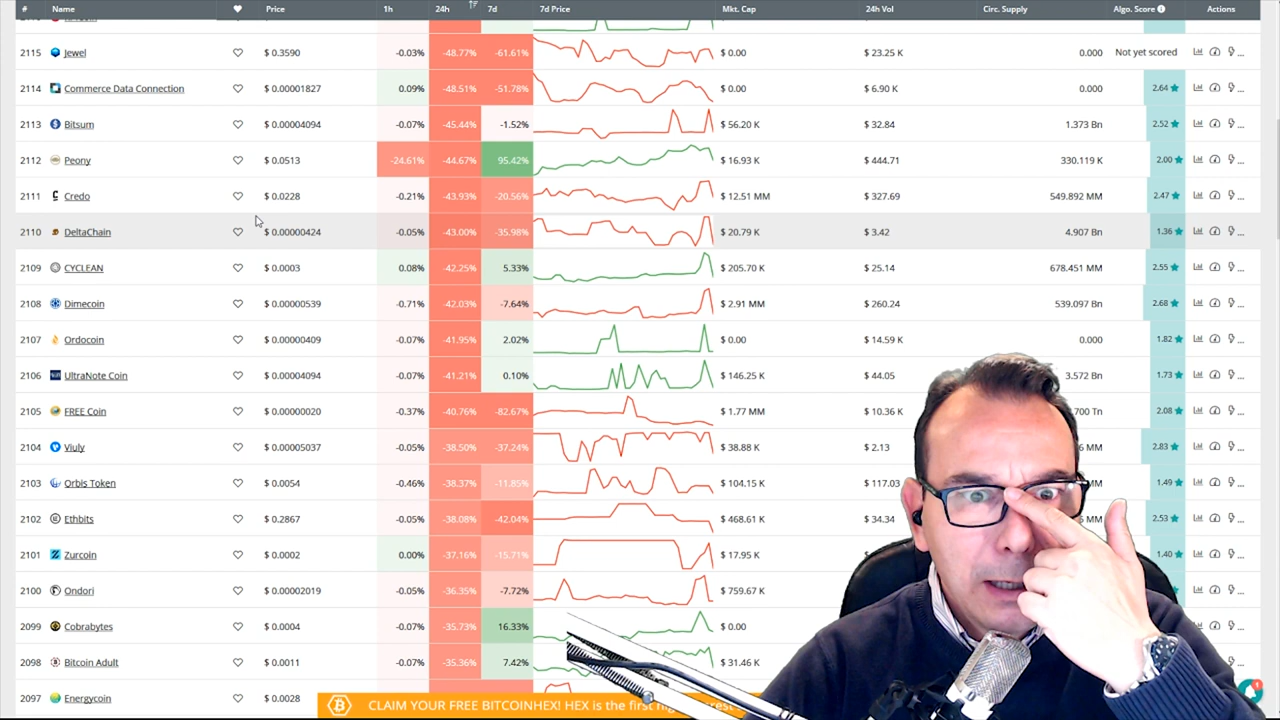 # Name Price 1h 24h 7d 7d Price Mkt. Cap 24h Vol Circ. Supply Algo. Score Actions
2115 Jewel $ 0.3590 -0.03% -48.77% -61.61% $ 0.00 $ 23.25 K 0.000 Not yet scored ...
2114 Commerce Data Connection $ 0.00001827 0.09% -48.51% -51.78% $ 0.00 $ 6.90 K 0.000 2.64 ...
2113 Bitsum $ 0.00004094 -0.07% -45.44% -1.52% $ 56.20 K $ 32.84 1.373 Bn 2.52 ...
2112 Peony $ 0.0513 -24.61% -44.67% 95.42% $ 16.93 K $ 444.71 330.119 K 2.00 ...
2111 Credo $ 0.0228 -0.21% -43.93% -20.56% $ 12.51 MM $ 327.69 549.892 MM 2.47 ...
2110 DeltaChain $ 0.00000424 -0.05% -43.00% -35.98% $ 20.79 K $ 3.42 4.907 Bn 1.36 ...
2109 CYCLEAN $ 0.0003 0.08% -42.25% 5.33% $ 205.70 K $ 25.14 678.451 MM 2.55 ...
2108 Dimecoin $ 0.00000539 -0.71% -42.03% -7.64% $ 2.91 MM $ 260.24 539.097 Bn 2.68 ...
2107 Ordocoin $ 0.00000409 -0.07% -41.95% 2.02% $ 0.00 $ 14.59 K 0.000 1.82 ...
2106 UltraNote Coin $ 0.00004094 -0.07% -41.21% 0.10% $ 146.25 K $ 44.05 3.572 Bn 1.73 ...
2105 FREE Coin $ 0.00000020 -0.37% -40.76% -82.67% $ 1.77 MM $ 10.36 K .700 Tn 2.08 ...
2104 Viuly $ 0.00005037 -0.07% -38.50% -37.24% $ 38.88 K $ 2.13 MM 2.83 ...
2103 Orbis Token $ 0.0054 -0.46% -38.37% -11.85% $ 104.15 K $ 117.03 MM 1.49 ...
2102 Ethbits $ 0.2867 -0.05% -38.08% -42.04% $ 468.61 K $ 34.34 MM 2.53 ...
2101 Zurcoin $ 0.0002 0.00% -37.16% -15.71% $ 17.95 K $ 1.40 ...
2100 Ondori $ 0.00002019 -0.05% -36.35% -7.72% $ 759.67 K $ ...
2099 Cobrabytes $ 0.0004 -0.07% -35.73% 16.33% $ 0.00 ...
2098 Bitcoin Adult $ 0.0011 -0.07% -35.36% 7.42% $ 31.46 K ...
2097 Energycoin $ 0.0028
CLAIM YOUR FREE BITCOINHEX! HEX is the first